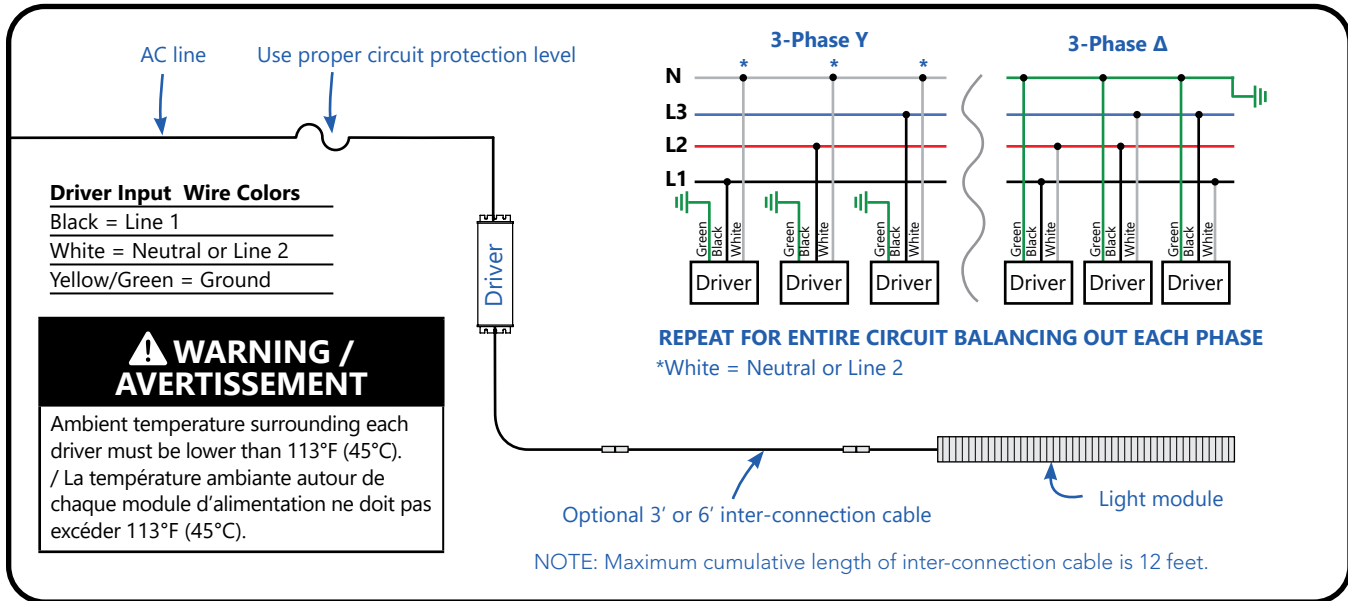 AC line
Use proper circuit protection level
Driver Input Wire Colors
Black = Line 1
White = Neutral or Line 2
Yellow/Green = Ground
WARNING /
AVERTISSEMENT
Ambient temperature surrounding each
driver must be lower than 113°F (45°C).
/ La température ambiante autour de
chaque module d’alimentation ne doit pas
excéder 113°F (45°C).
Driver
3-Phase Y
3-Phase Δ
* * *
N
L3
L2
L1
Green Black White
Green Black White
Green Black White
Green Black White
Green Black White
Green Black White
Driver Driver Driver Driver Driver Driver
REPEAT FOR ENTIRE CIRCUIT BALANCING OUT EACH PHASE
*White = Neutral or Line 2
Optional 3’ or 6’ inter-connection cable
Light module
NOTE: Maximum cumulative length of inter-connection cable is 12 feet.